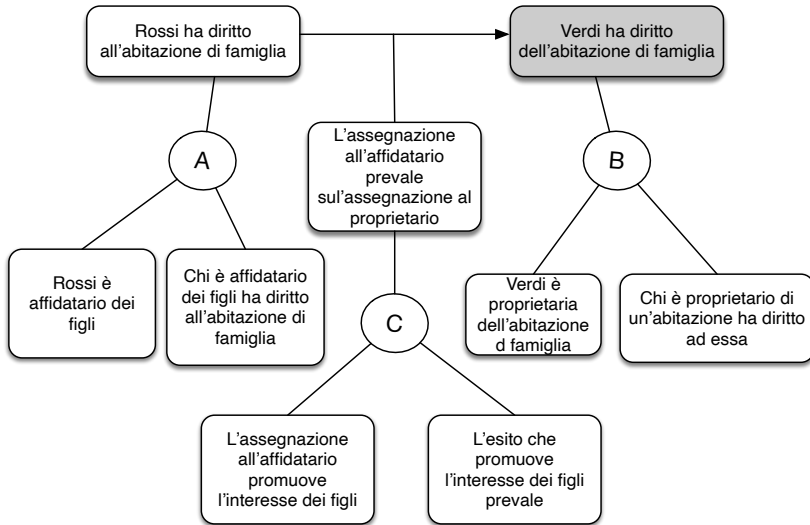 Rossi ha diritto
all'abitazione di famiglia
Verdi ha diritto
dell'abitazione di famiglia
A
L'assegnazione
all'affidatario
prevale
sul'assegnazione al
proprietario
B
Rossi è
affidatario dei
figli
Chi è affidatario
dei figli ha diritto
all'abitazione di
famiglia
C
Verdi è
proprietaria
dell'abitazione
d famiglia
Chi è proprietario di
un'abitazione ha diritto
ad essa
L'assegnazione
all'affidatario
promuove
l'interesse dei figli
L'esito che
promuove
l'interesse dei figli
prevale